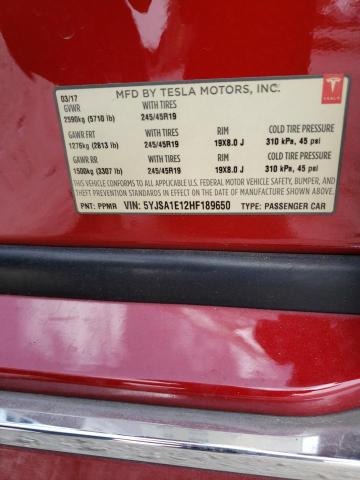 03/17 MFD BY TESLA MOTORS, INC.
GVWR WITH TIRES
2590kg (5710 lb) 245/45R19
GAWR FRT WITH TIRES RIM COLD TIRE PRESSURE
1276kg (2813 lb) 245/45R19 19X8.0 J 310 kPa, 45 psi
GAWR RR WITH TIRES RIM COLD TIRE PRESSURE
1500kg (3307 lb) 245/45R19 19X8.0 J 310 kPa, 45 psi
THIS VEHICLE CONFORMS TO ALL APPLICABLE U.S. FEDERAL MOTOR VEHICLE SAFETY, BUMPER, AND
THEFT PREVENTION STANDARDS IN EFFECT ON THE DATE OF MANUFACTURE SHOWN ABOVE.
PNT: PPMR VIN: 5YJSA1E12HF189650 TYPE: PASSENGER CAR
TESLA